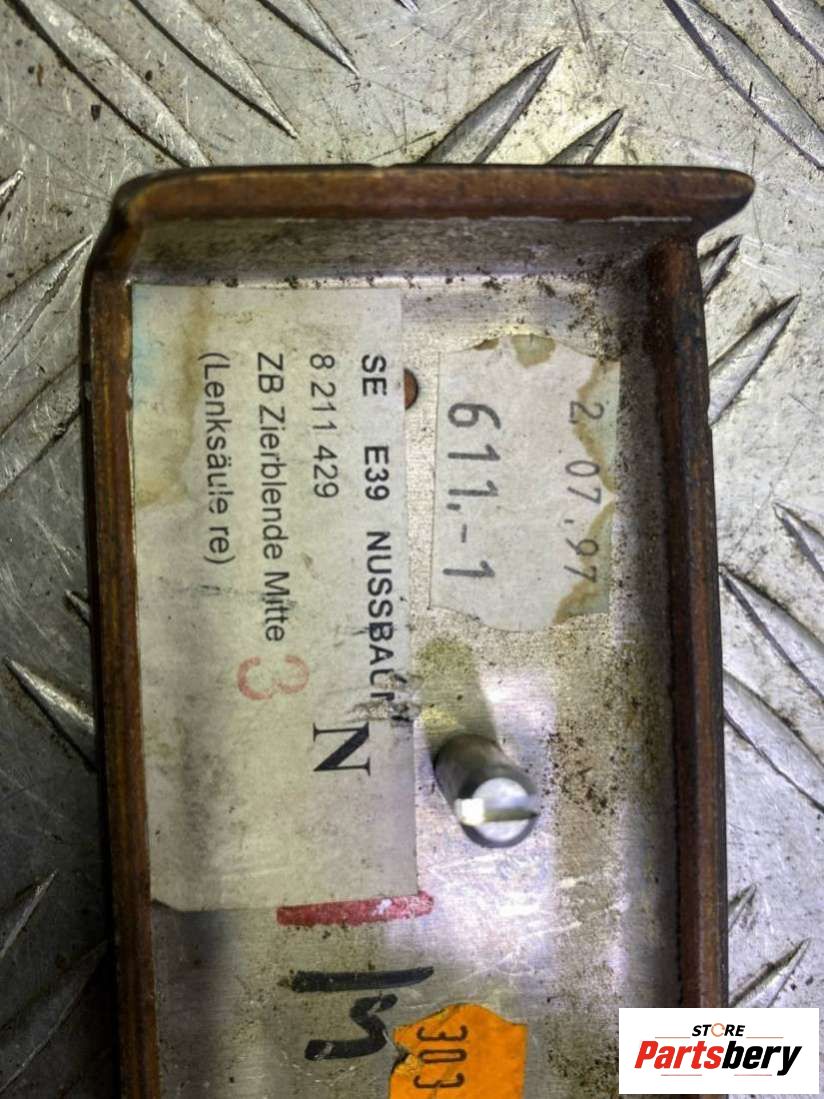 SE E39 NUSSBAUM
8 211 429
ZB Zierblende Mitte
(Lenksäule re)
3
N
2. 07. 97
611,-1
303
STORE
Partsbery